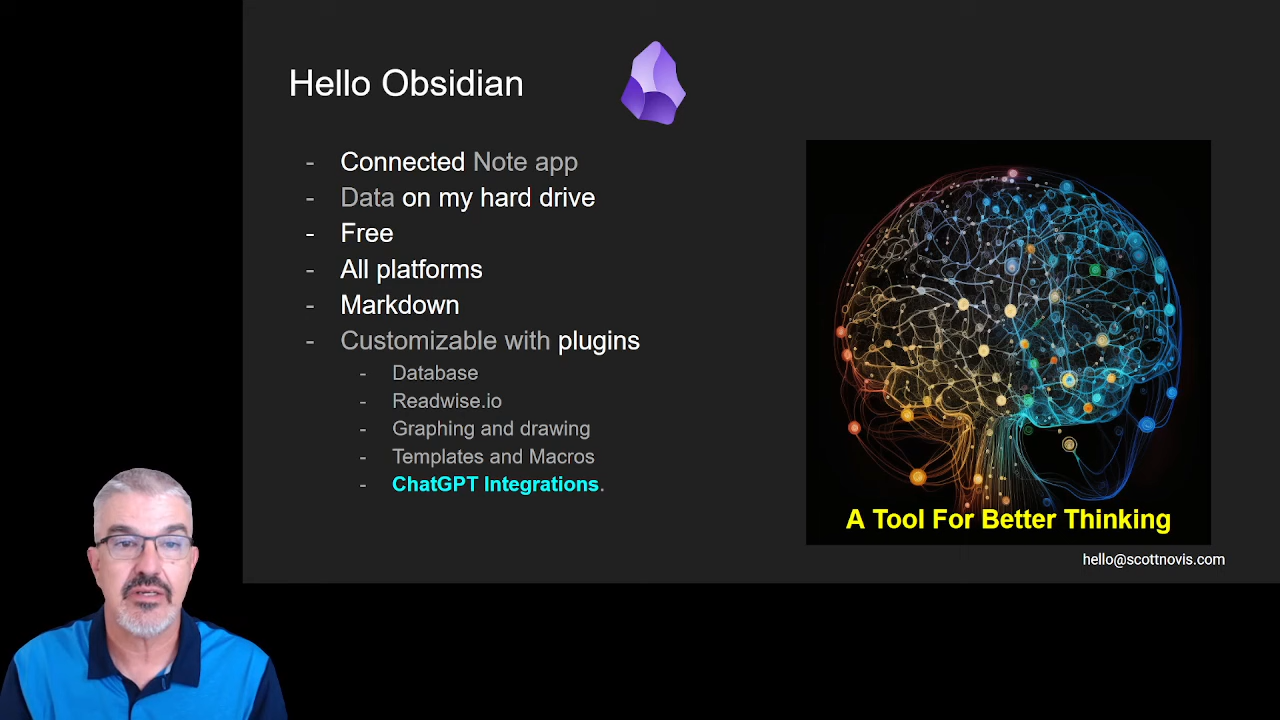 Hello Obsidian
- Connected Note app
- Data on my hard drive
- Free
- All platforms
- Markdown
- Customizable with plugins
- Database
- Readwise.io
- Graphing and drawing
- Templates and Macros
- ChatGPT Integrations.
A Tool For Better Thinking
hello@scottnovis.com